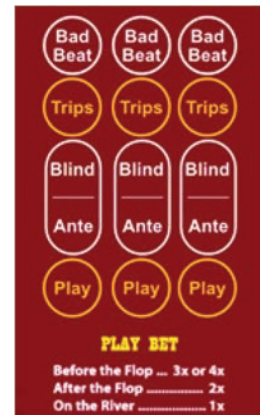 Bad Bad Bad
Beat Beat Beat
Trips Trips Trips
Blind Blind Blind
Ante Ante Ante
Play Play Play
PLAY BET
Before the Flop ... 3x or 4x
After the Flop ............... 2x
On the River .................. 1x